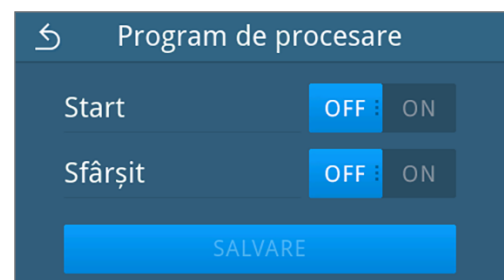 Program de procesare
Start OFF ON
Sfârșit OFF ON
SALVARE